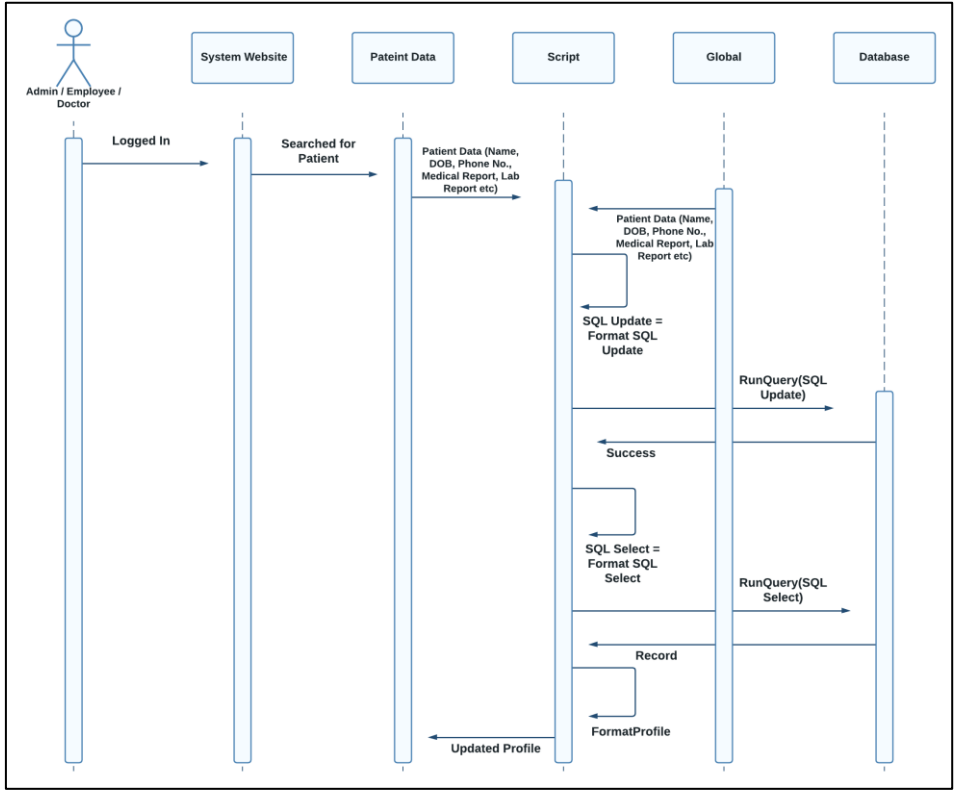 System Website
Pateint Data
Script
Global
Database
Admin / Employee /
Doctor
Logged In
Searched for
Patient
Patient Data (Name,
DOB, Phone No.,
Medical Report, Lab
Report etc)
Patient Data (Name,
DOB, Phone No.,
Medical Report, Lab
Report etc)
SQL Update =
Format SQL
Update
RunQuery(SQL
Update)
Success
SQL Select =
Format SQL
Select
RunQuery(SQL
Select)
Record
FormatProfile
Updated Profile